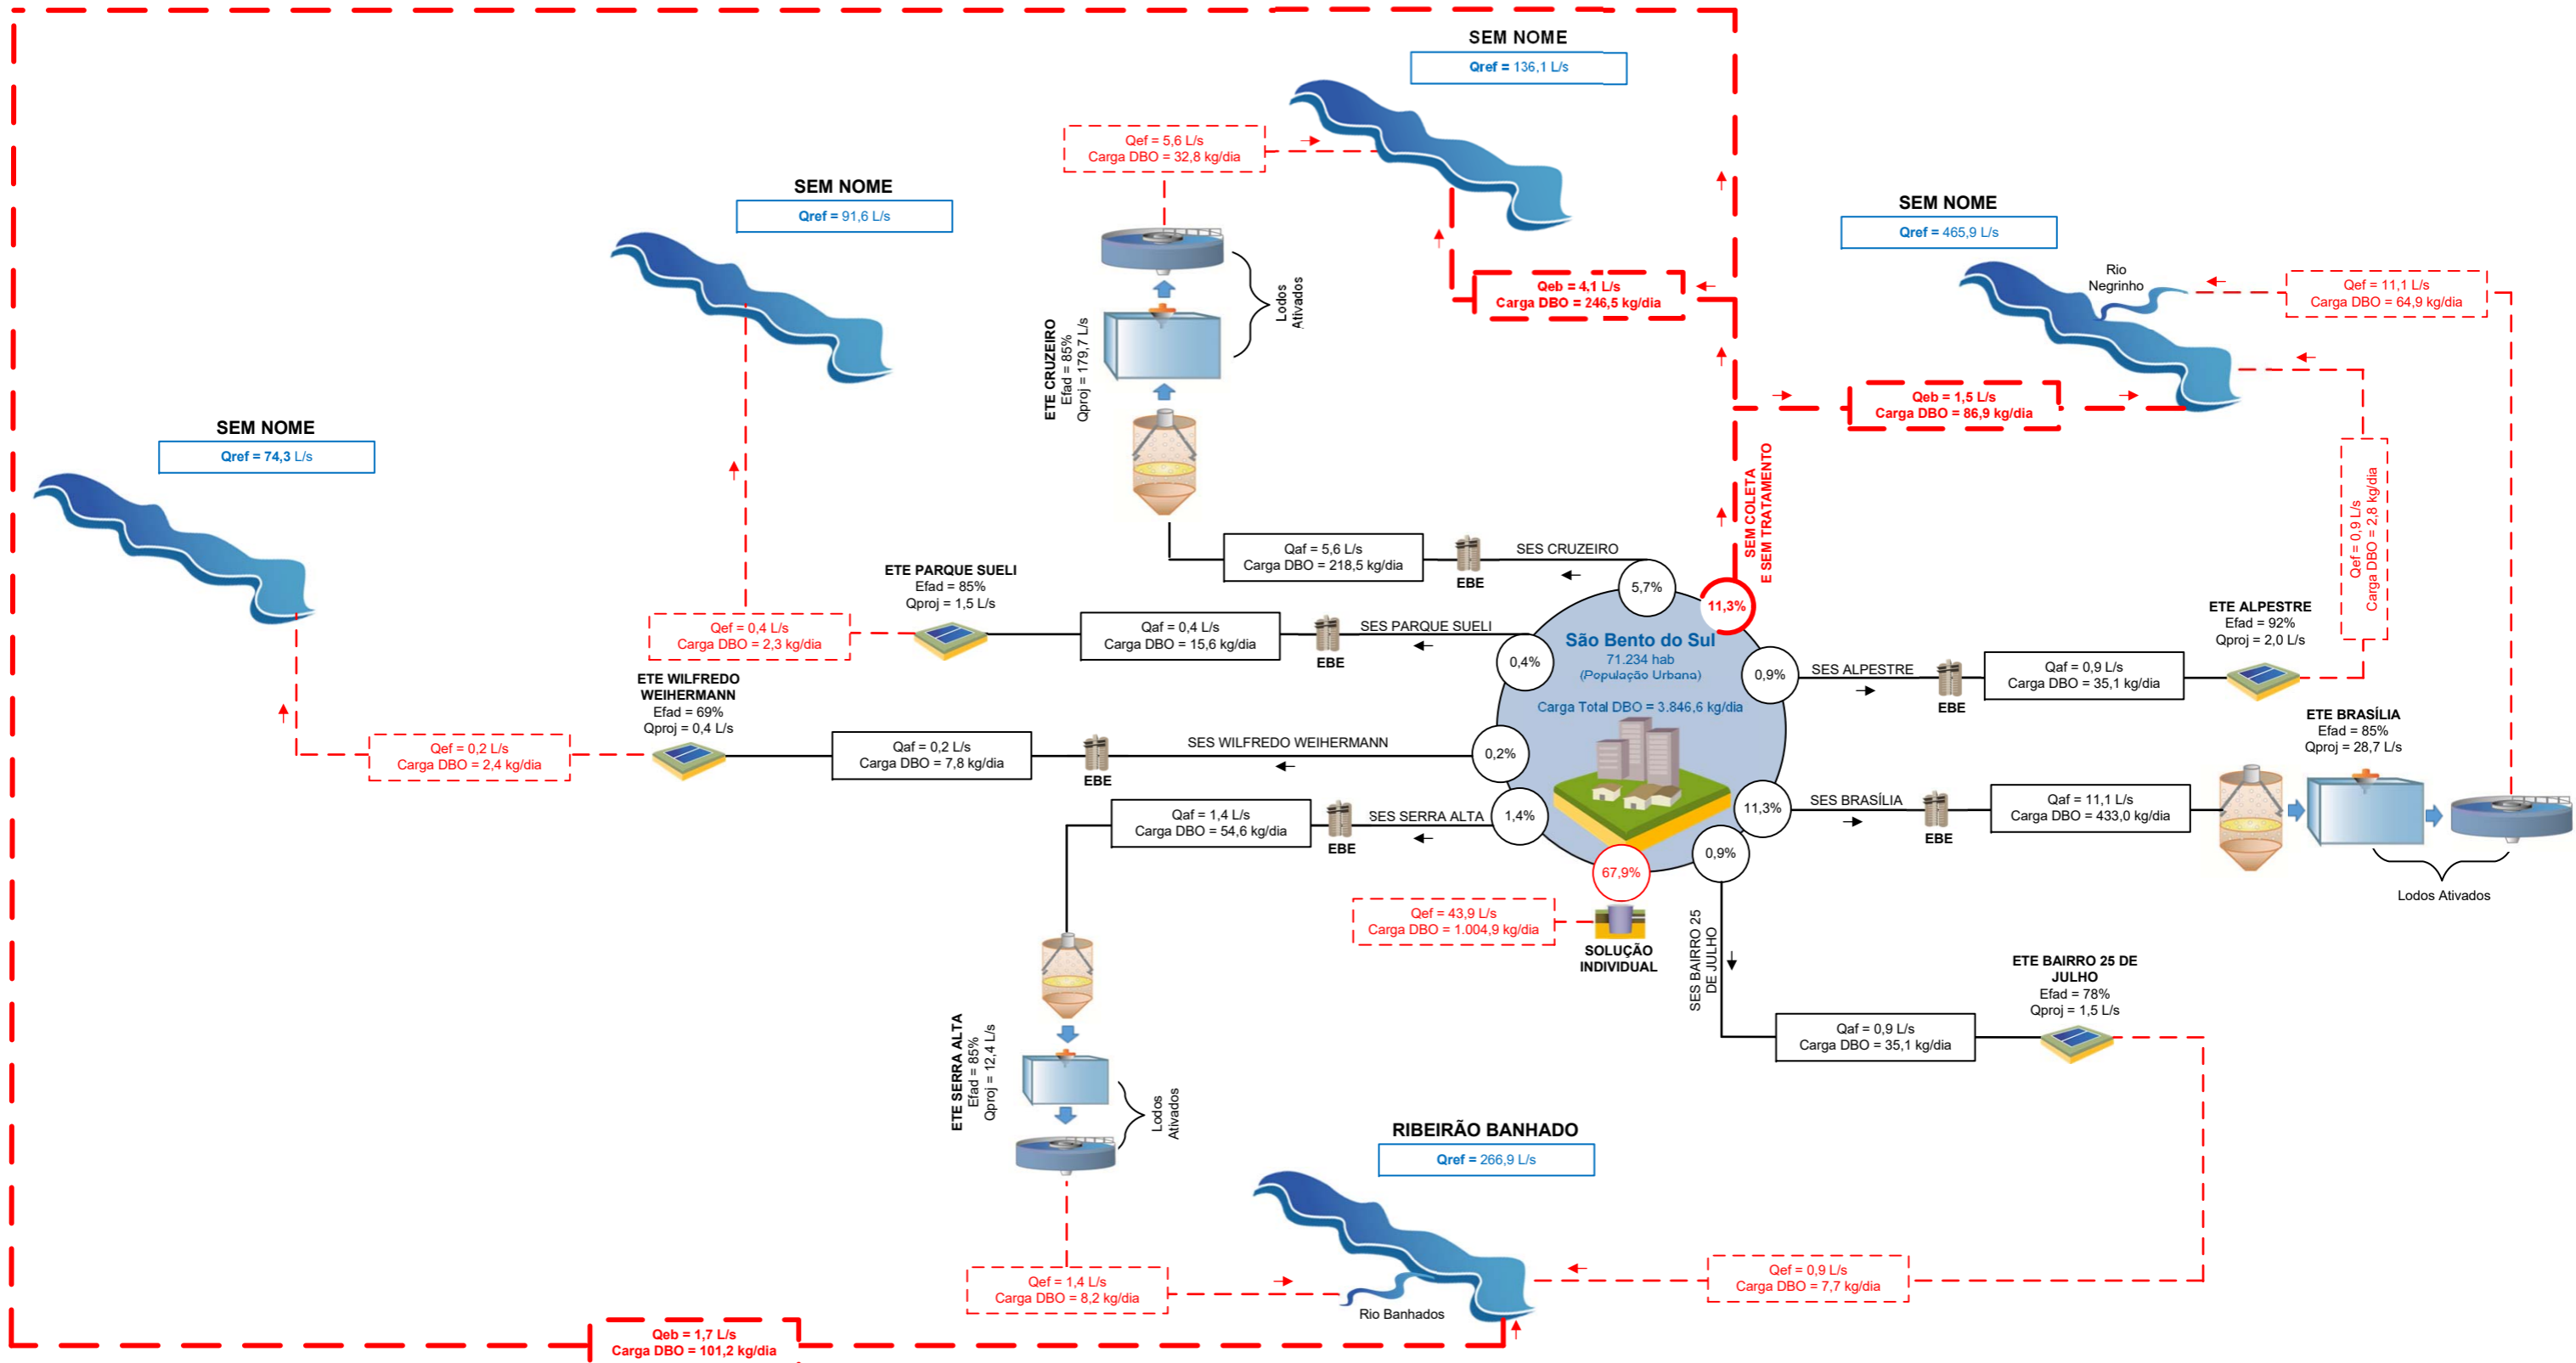 SEM NOME
Qref = 136,1 L/s
Qef = 5,6 L/s
Carga DBO = 32,8 kg/dia
SEM NOME
Qref = 91,6 L/s
SEM NOME
Qref = 465,9 L/s
Rio
Negrinho
Qef = 11,1 L/s
Carga DBO = 64,9 kg/dia
Qeb = 4,1 L/s
Carga DBO = 246,5 kg/dia
Lodos
Ativados
ETE CRUZEIRO
Efad = 85%
Qproj = 179,7 L/s
Qeb = 1,5 L/s
Carga DBO = 86,9 kg/dia
SEM NOME
Qref = 74,3 L/s
SEM COLETA
E SEM TRATAMENTO
Qef = 0,9 L/s
Carga DBO = 2,8 kg/dia
Qaf = 5,6 L/s
Carga DBO = 218,5 kg/dia
EBE
SES CRUZEIRO
5,7%
11,3%
ETE PARQUE SUELI
Efad = 85%
Qproj = 1,5 L/s
Qef = 0,4 L/s
Carga DBO = 2,3 kg/dia
Qaf = 0,4 L/s
Carga DBO = 15,6 kg/dia
EBE
SES PARQUE SUELI
0,4%
São Bento do Sul
71.234 hab
(População Urbana)
Carga Total DBO = 3.846,6 kg/dia
0,9%
SES ALPESTRE
EBE
Qaf = 0,9 L/s
Carga DBO = 35,1 kg/dia
ETE ALPESTRE
Efad = 92%
Qproj = 2,0 L/s
ETE WILFREDO
WEIHERMANN
Efad = 69%
Qproj = 0,4 L/s
Qef = 0,2 L/s
Carga DBO = 2,4 kg/dia
Qaf = 0,2 L/s
Carga DBO = 7,8 kg/dia
EBE
SES WILFREDO WEIHERMANN
0,2%
ETE BRASÍLIA
Efad = 85%
Qproj = 28,7 L/s
Qaf = 1,4 L/s
Carga DBO = 54,6 kg/dia
EBE
SES SERRA ALTA
1,4%
11,3%
SES BRASÍLIA
EBE
Qaf = 11,1 L/s
Carga DBO = 433,0 kg/dia
Lodos Ativados
67,9%
0,9%
Qef = 43,9 L/s
Carga DBO = 1.004,9 kg/dia
SOLUÇÃO
INDIVIDUAL
SES BAIRRO 25
DE JULHO
ETE BAIRRO 25 DE
JULHO
Efad = 78%
Qproj = 1,5 L/s
Qaf = 0,9 L/s
Carga DBO = 35,1 kg/dia
ETE SERRA ALTA
Efad = 85%
Qproj = 12,4 L/s
Lodos
Ativados
RIBEIRÃO BANHADO
Qref = 266,9 L/s
Qef = 1,4 L/s
Carga DBO = 8,2 kg/dia
Rio Banhados
Qef = 0,9 L/s
Carga DBO = 7,7 kg/dia
Qeb = 1,7 L/s
Carga DBO = 101,2 kg/dia